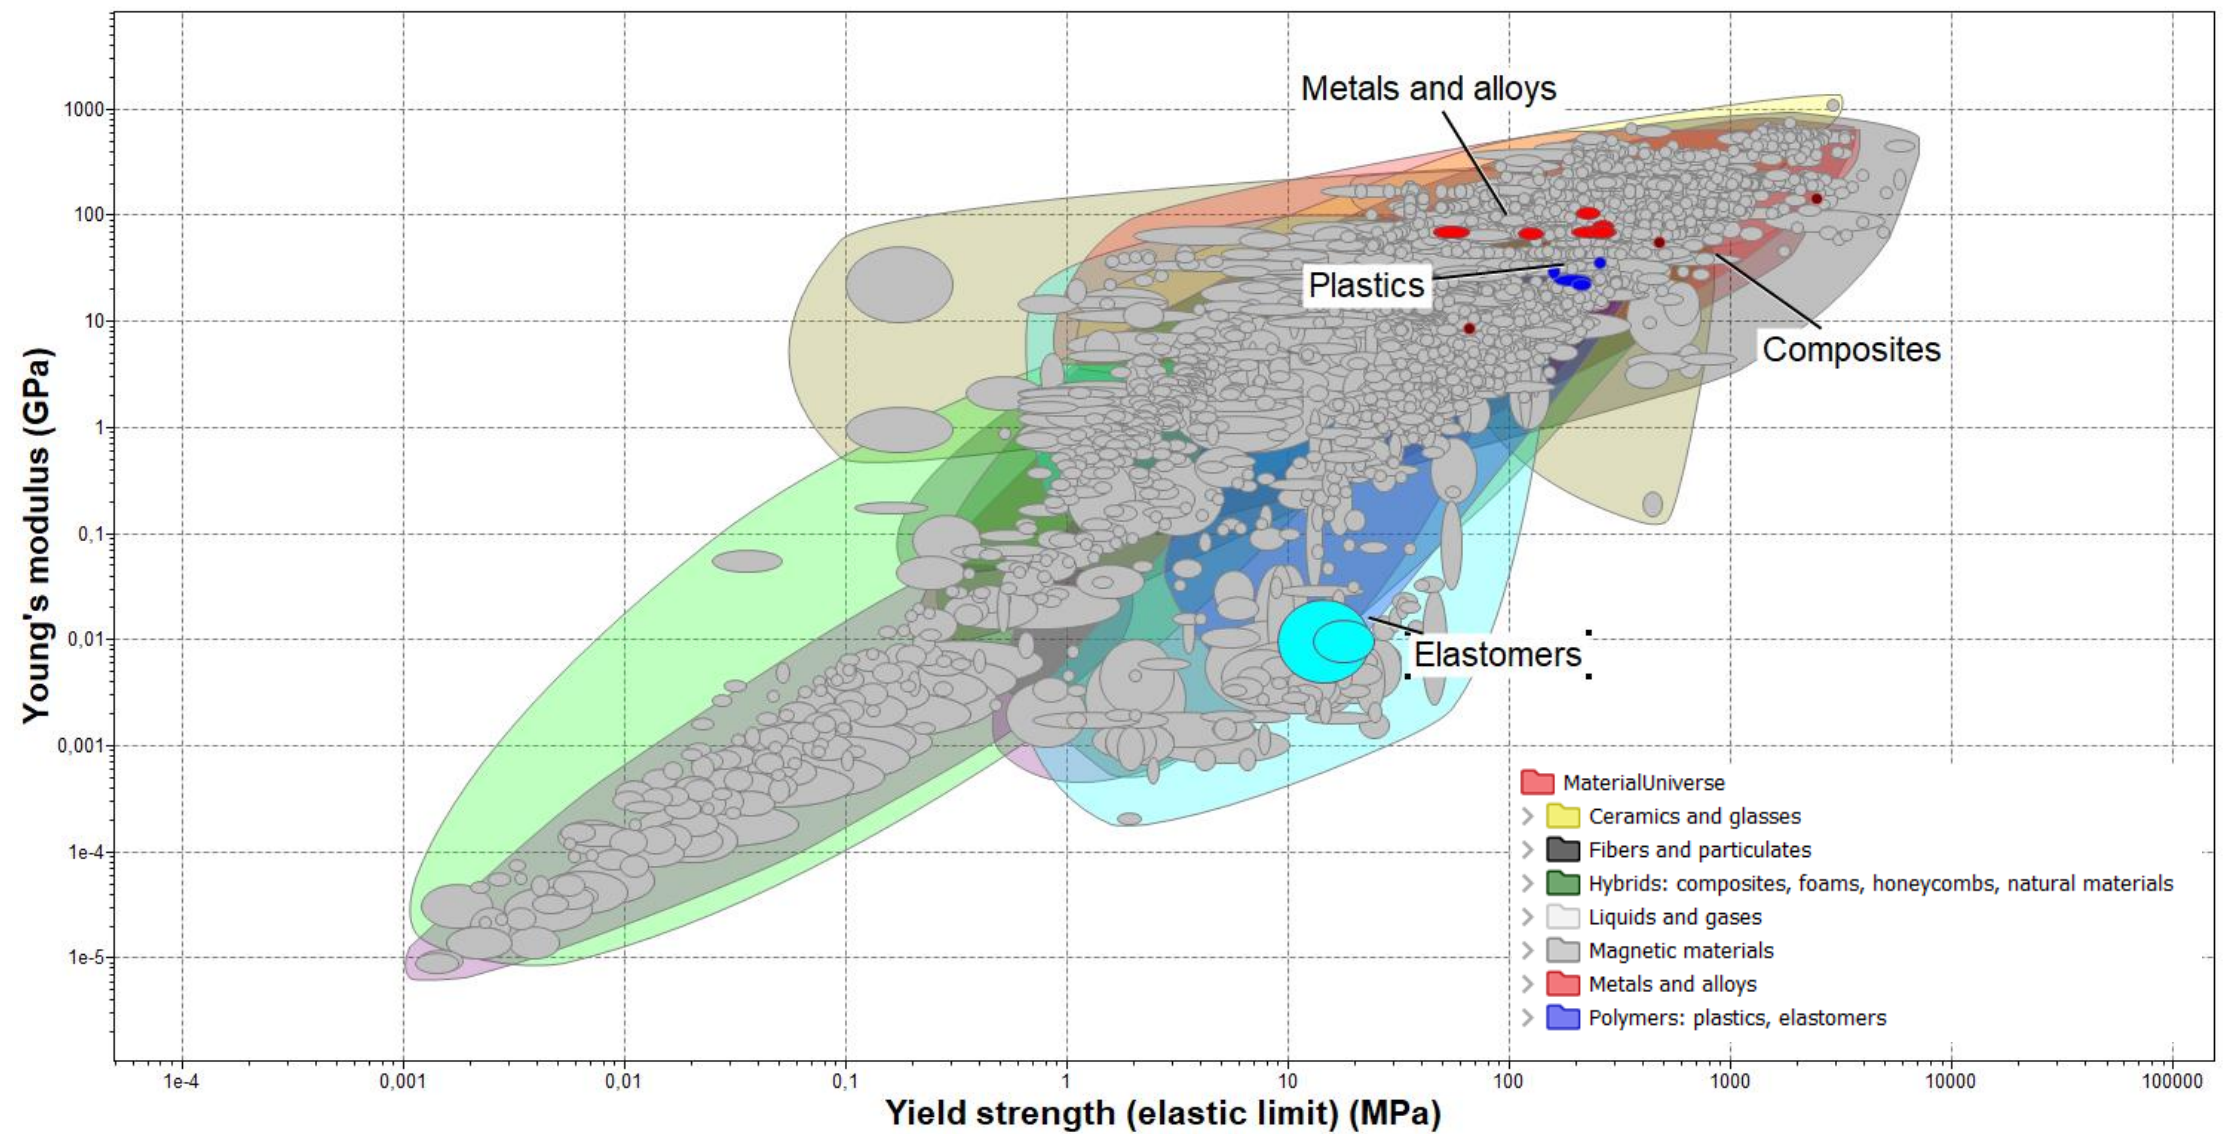 Metals and alloys
Plastics
Composites
Elastomers
Young's modulus (GPa)
1000
100
10
1
0,1
0,01
0,001
1e-4
1e-5
MaterialUniverse
Ceramics and glasses
Fibers and particulates
Hybrids: composites, foams, honeycombs, natural materials
Liquids and gases
Magnetic materials
Metals and alloys
Polymers: plastics, elastomers
1e-4 0,001 0,01 0,1 1 10 100 1000 10000 100000
Yield strength (elastic limit) (MPa)